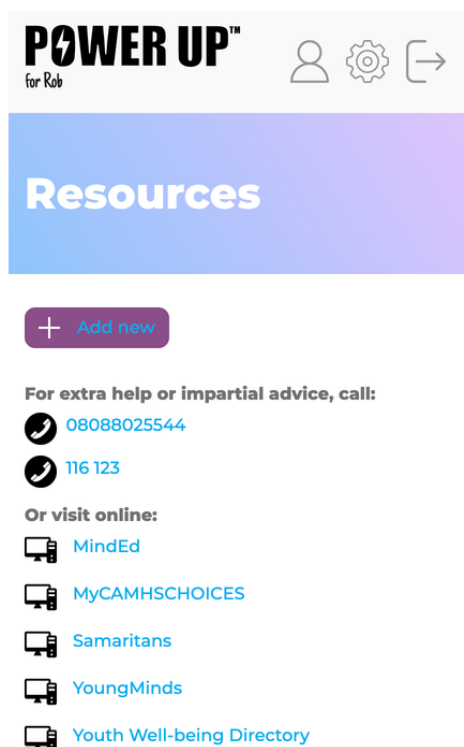 POWER UP™
for Rob
Resources
+ Add new
For extra help or impartial advice, call:
08088025544
116 123
Or visit online:
MindEd
MyCAMHSCHOICES
Samaritans
YoungMinds
Youth Well-being Directory